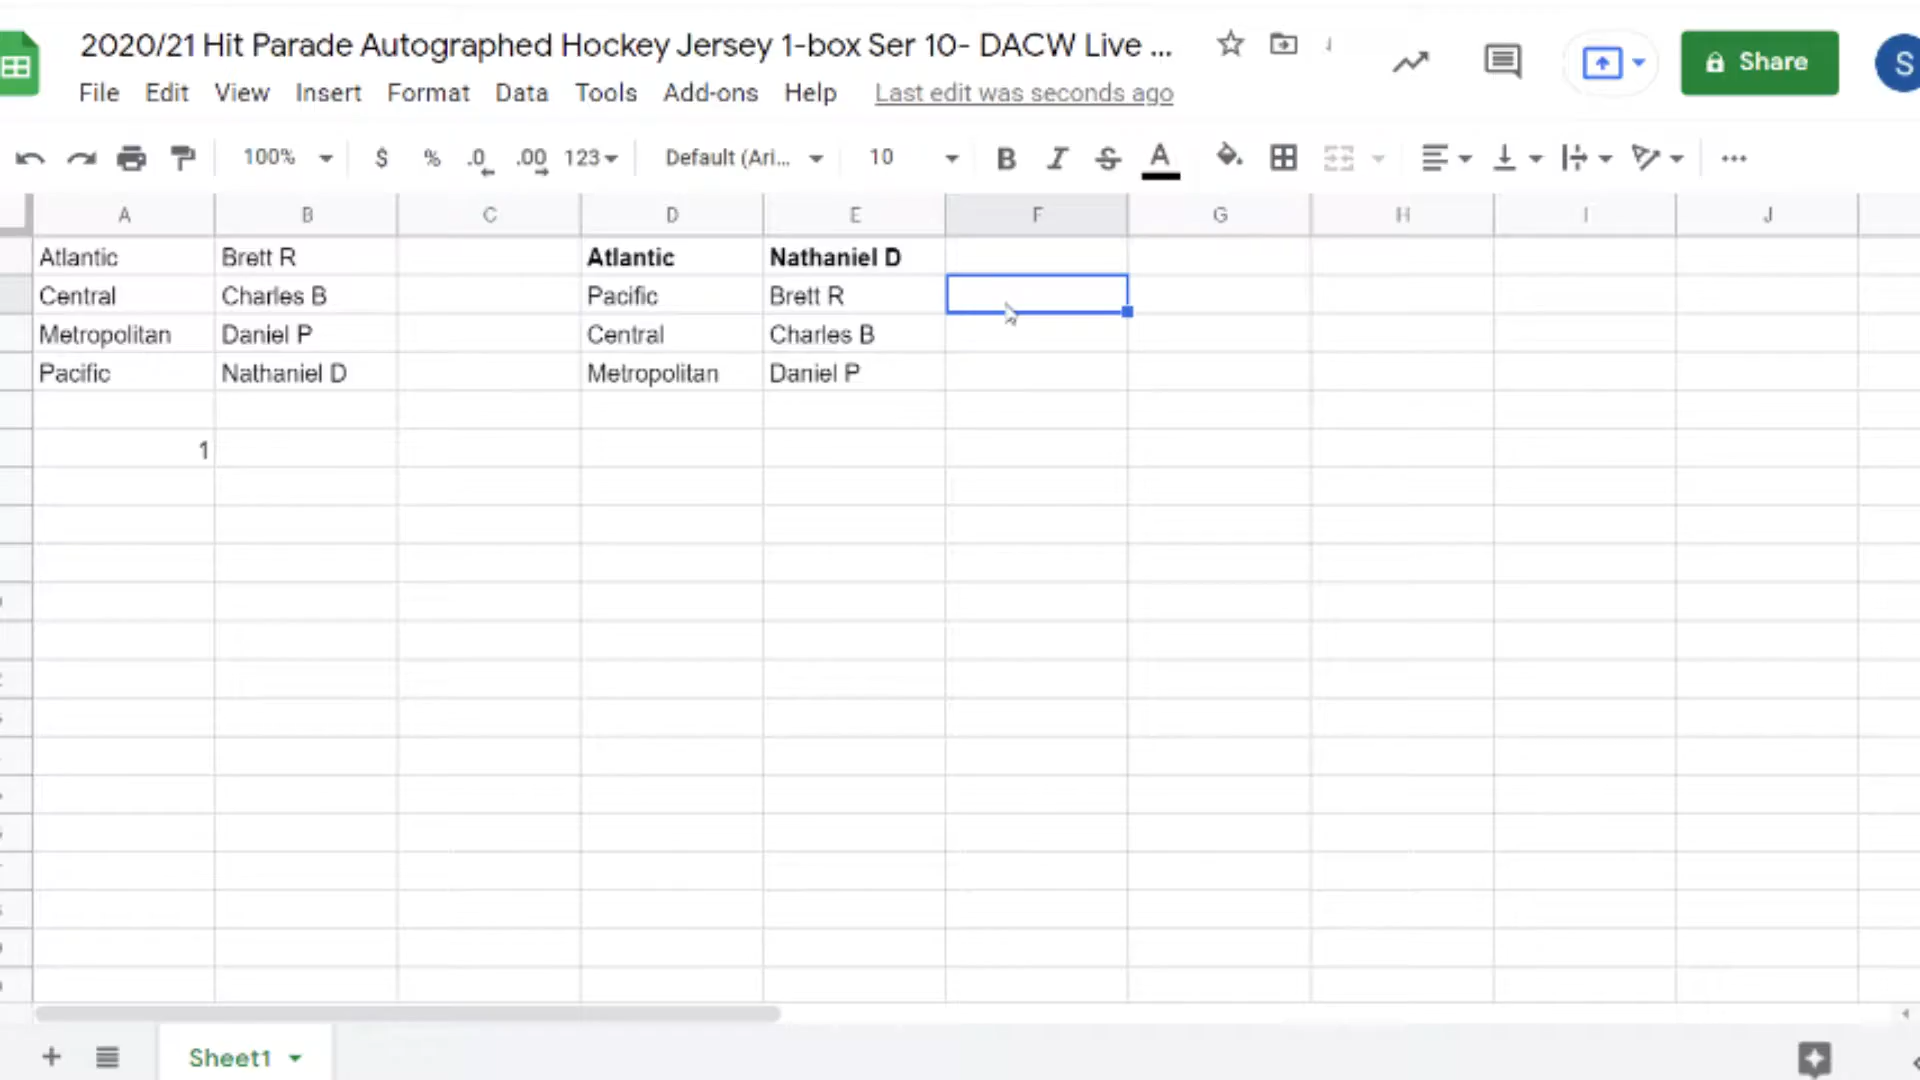 2020/21 Hit Parade Autographed Hockey Jersey 1-box Ser 10- DACW Live ...
Share
S
File Edit View Insert Format Data Tools Add-ons Help Last edit was seconds ago
100% $ % .0 .00 123 Default (Ari... 10 B I S A
A B C D E F G H I J
Atlantic Brett R Atlantic Nathaniel D
Central Charles B Pacific Brett R
Metropolitan Daniel P Central Charles B
Pacific Nathaniel D Metropolitan Daniel P
1
Sheet1